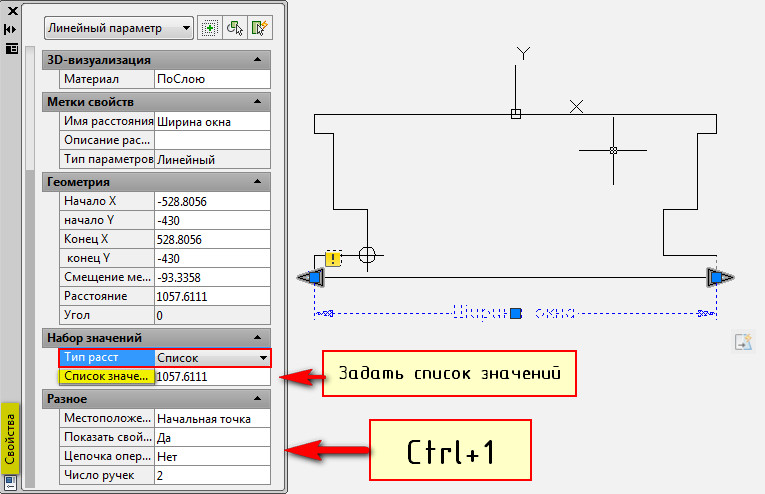 Линейный параметр
3D-визуализация
Материал ПоСлою
Метки свойств
Имя расстояния Ширина окна
Описание рас...
Тип параметров Линейный
Геометрия
Начало X -528.8056
начало Y -430
Конец X 528.8056
конец Y -430
Смещение ме... -93.3358
Расстояние 1057.6111
Угол 0
Набор значений
Тип расст Список
Список значе... 1057.6111
Разное
Местоположе... Начальная точка
Показать свой... Да
Цепочка опер... Нет
Число ручек 2
Свойства
Y
X
!
Ширина окна
Задать список значений
Ctrl+1